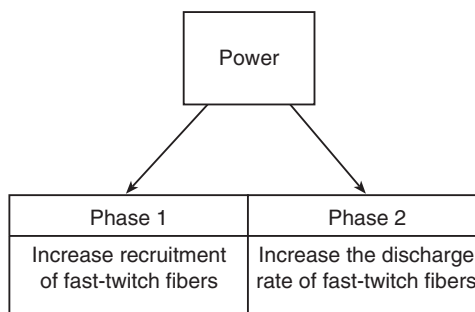 Power
Phase 1
Phase 2
Increase recruitment
of fast-twitch fibers
Increase the discharge
rate of fast-twitch fibers